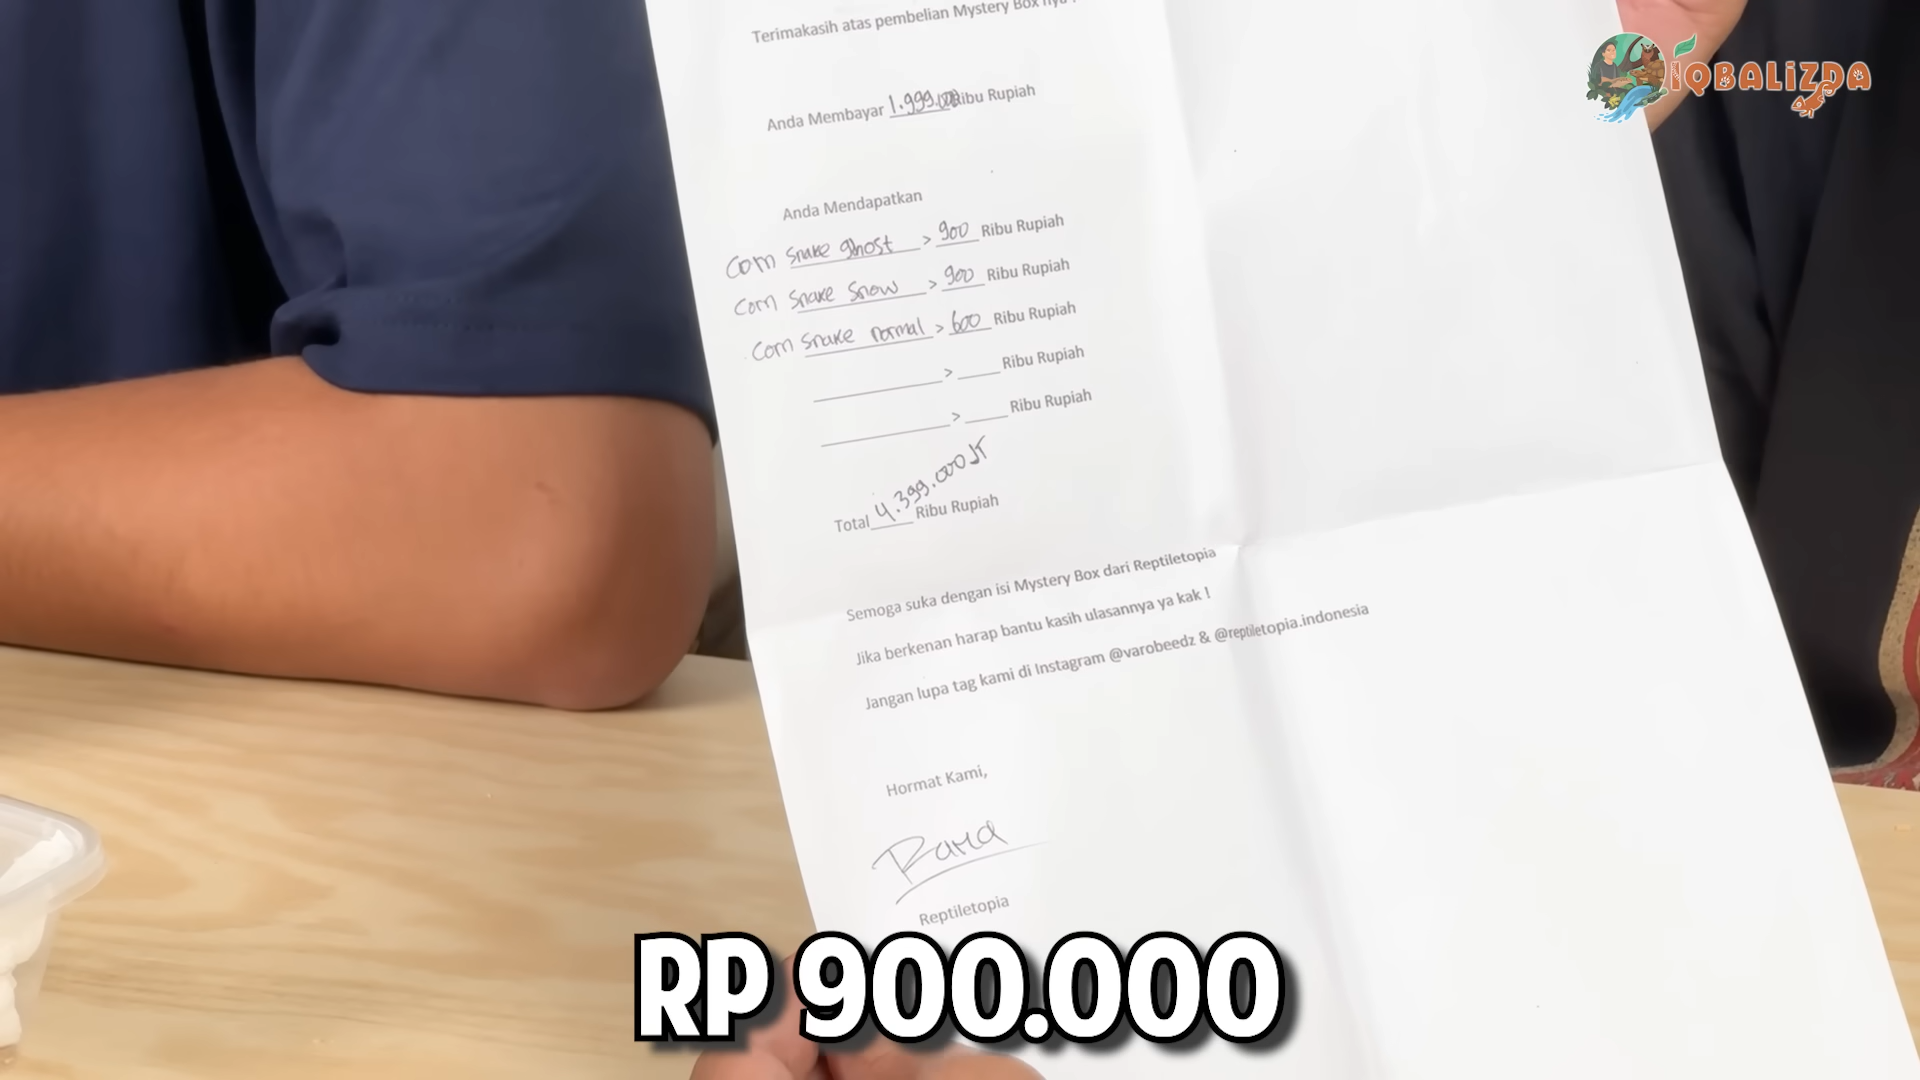 Terimakasih atas pembelian Mystery Box nya !
IQBALIZDA
Anda Membayar 1.999.000 Ribu Rupiah
Anda Mendapatkan
Corn Snake ghost > 900 Ribu Rupiah
Corn Snake Snow > 900 Ribu Rupiah
Corn Snake normal > 600 Ribu Rupiah
> Ribu Rupiah
> Ribu Rupiah
Total 4.399.000 Jt Ribu Rupiah
Semoga suka dengan isi Mystery Box dari Reptiletopia
Jika berkenan harap bantu kasih ulasannya ya kak !
Jangan lupa tag kami di Instagram @varobeedz & @reptiletopia.indonesia
Hormat Kami,
Reptiletopia
RP 900.000